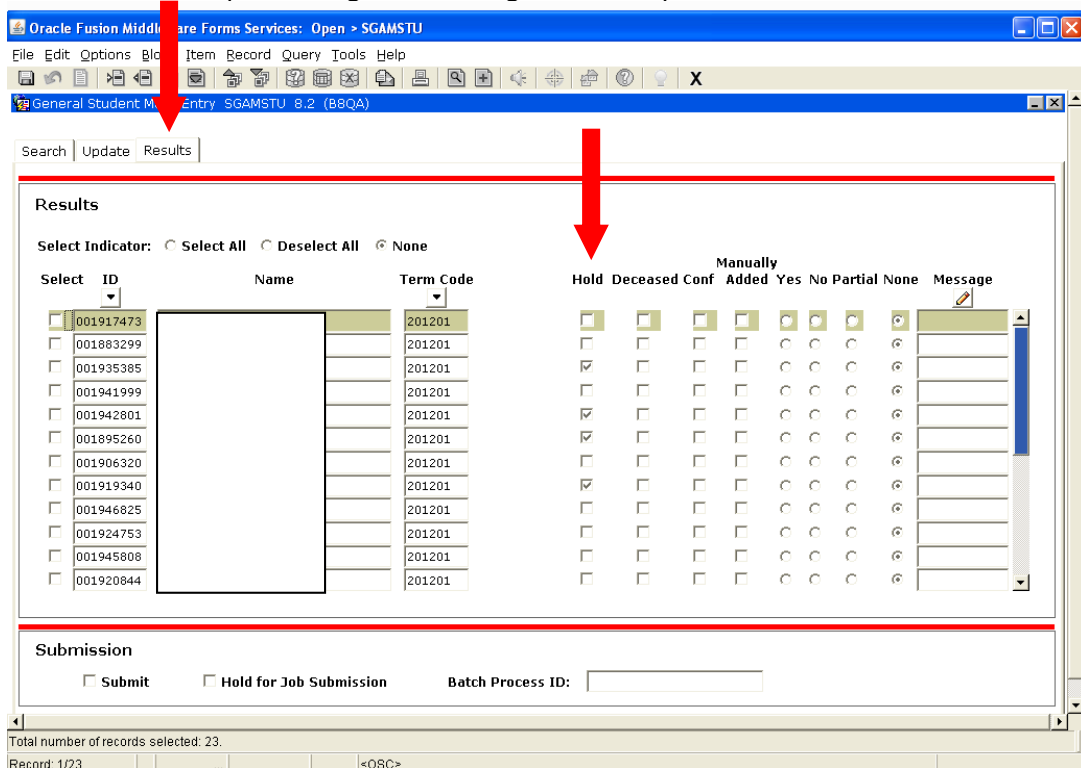 Oracle Fusion Middleware Forms Services: Open > SGAMSTU
File Edit Options Block Item Record Query Tools Help
X
General Student Entry SGAMSTU 8.2 (B8QA)
Search Update Results
Results
Select Indicator: Select All Deselect All None
Manually
Select ID Name Term Code Hold Deceased Conf Added Yes No Partial None Message
001917473 201201
001883299 201201
001935385 201201
001941999 201201
001942801 201201
001895260 201201
001906320 201201
001919340 201201
001946825 201201
001924753 201201
001945808 201201
001920844 201201
Submission
Submit Hold for Job Submission Batch Process ID:
Total number of records selected: 23.
Record: 1/23 ... <OSC>